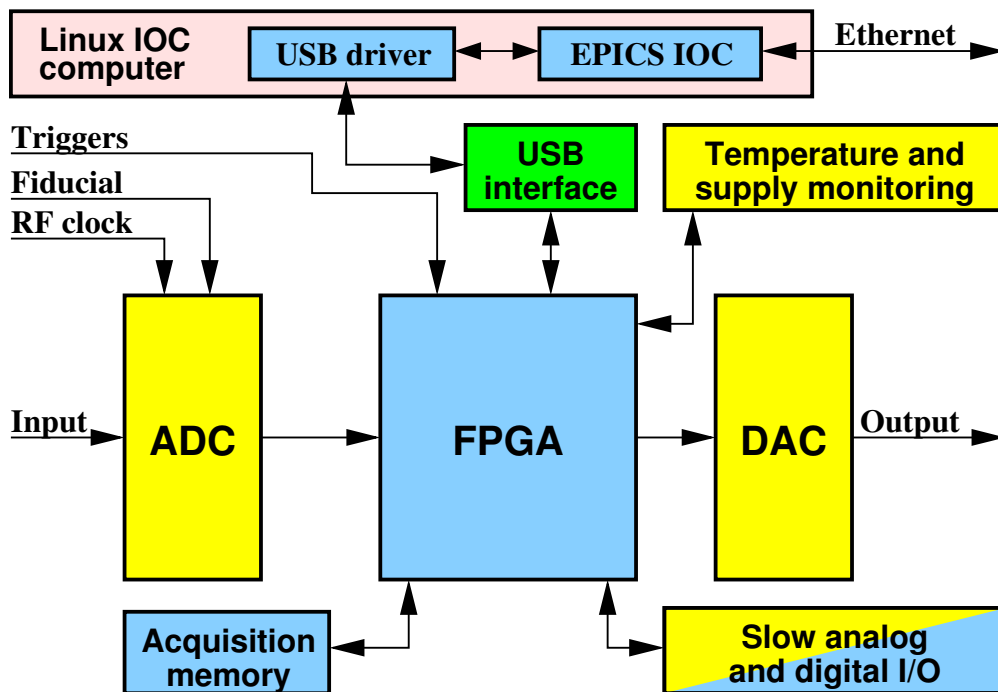 Linux IOC
computer
USB driver
EPICS IOC
Ethernet
Triggers
Fiducial
RF clock
USB
interface
Temperature and
supply monitoring
Input
ADC
FPGA
DAC
Output
Acquisition
memory
Slow analog
and digital I/O